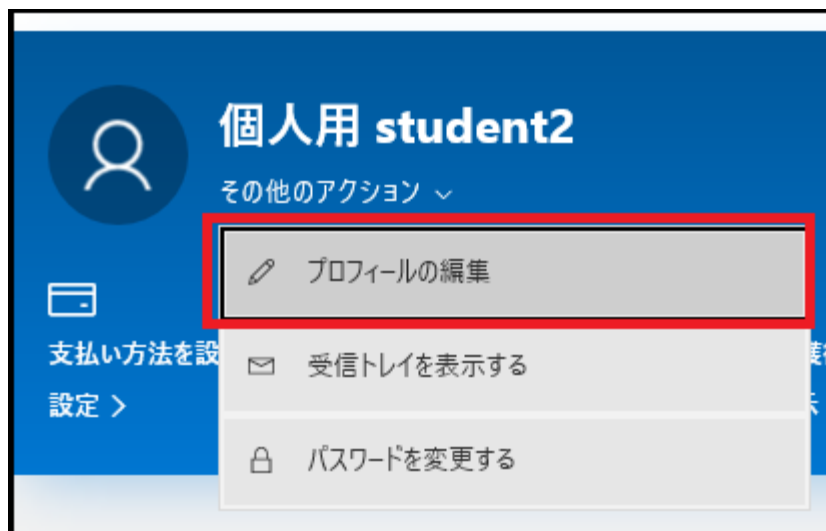 個人用 student2
その他のアクション
プロフィールの編集
支払い方法を設
受信トレイを表示する
設定
パスワードを変更する